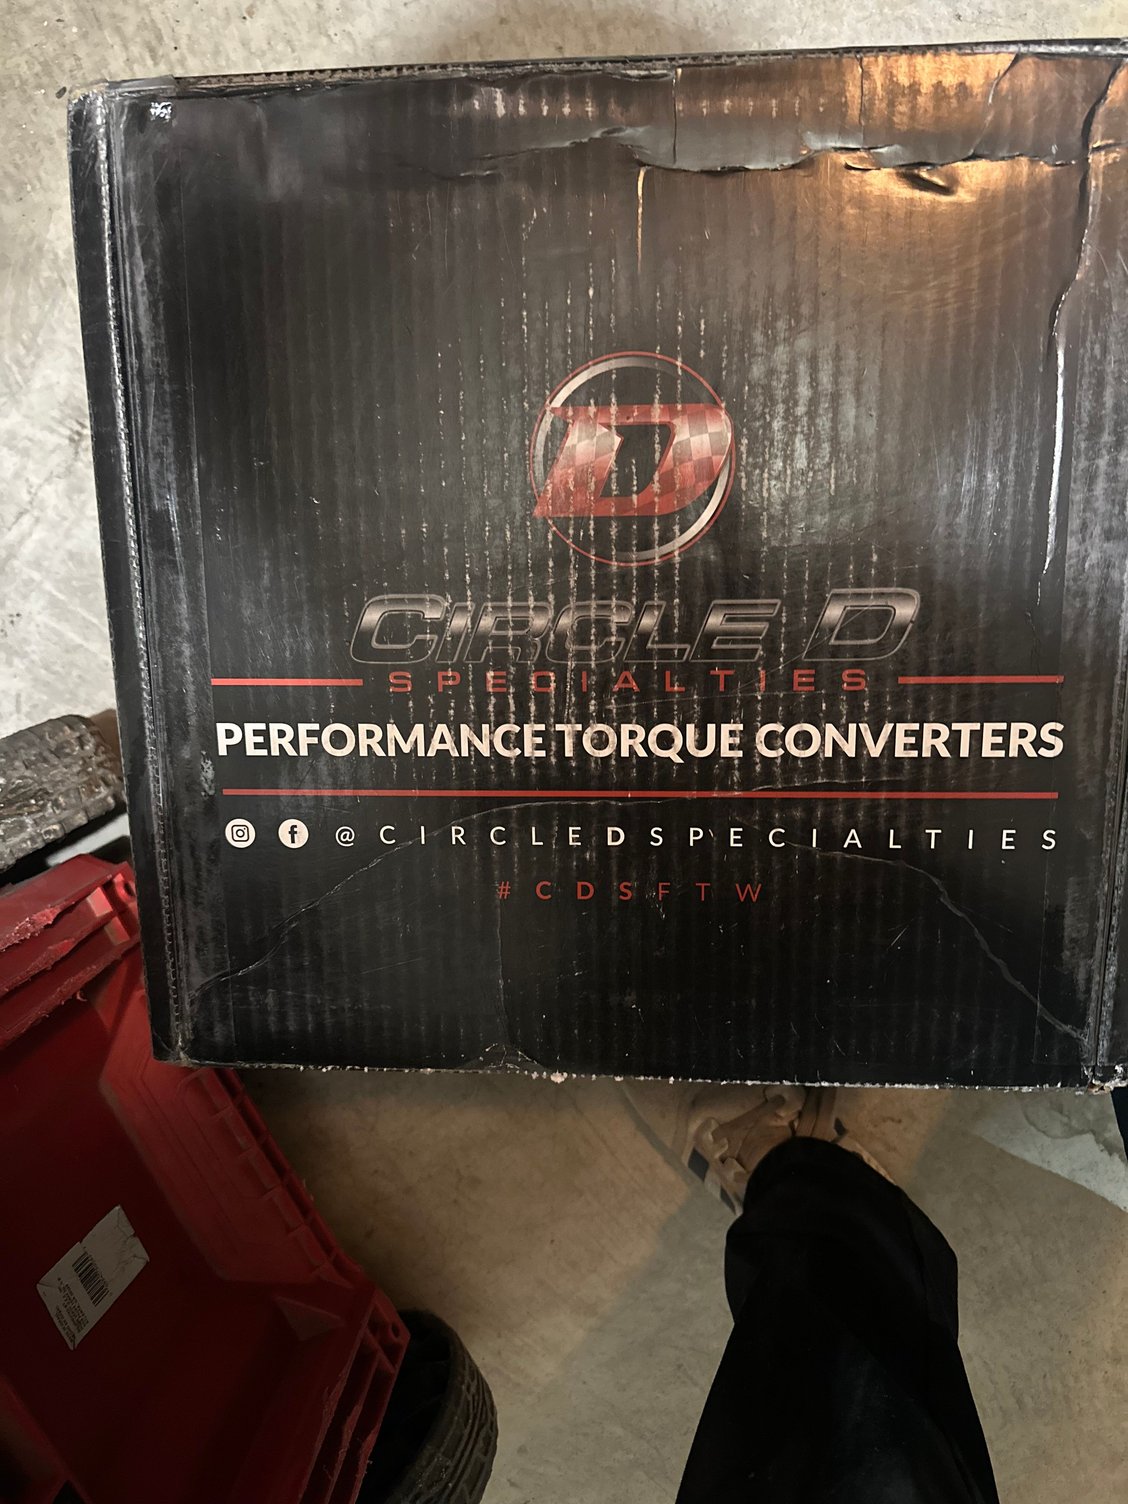 D
CIRCLE D
SPECIALTIES
PERFORMANCE TORQUE CONVERTERS
@CIRCLEDSPECIALTIES
#CDSFTW